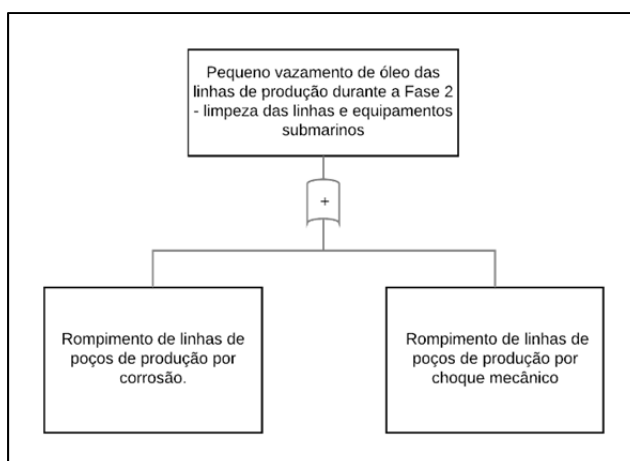 Pequeno vazamento de óleo das
linhas de produção durante a Fase 2
- limpeza das linhas e equipamentos
submarinos
+
Rompimento de linhas de
poços de produção por
corrosão.
Rompimento de linhas de
poços de produção por
choque mecânico